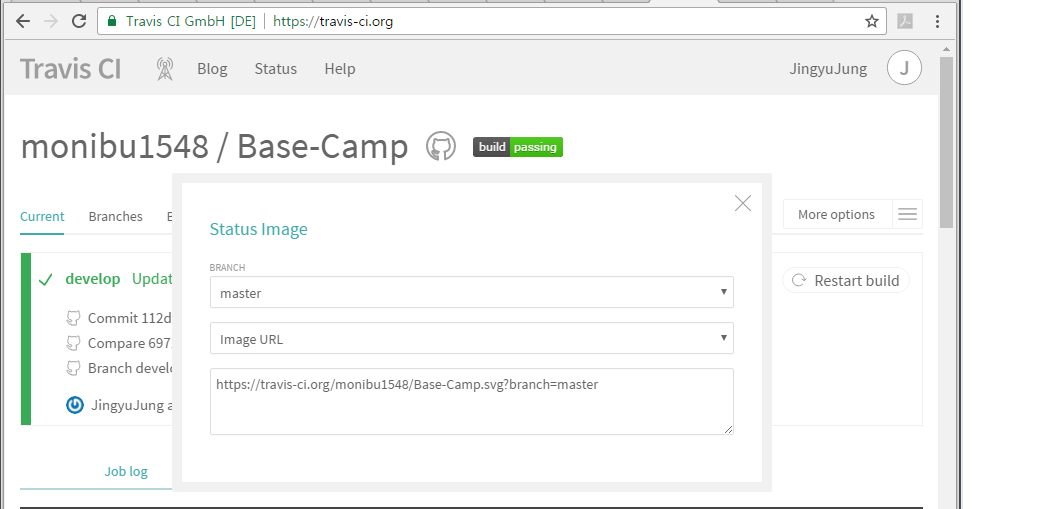 Travis CI GmbH [DE] https://travis-ci.org
Travis CI Blog Status Help JingyuJung J
monibu1548 / Base-Camp build passing
Current Branches More options
Status Image
BRANCH
master
develop Updat Restart build
Image URL
Commit 112d
Compare 697
Branch develo
https://travis-ci.org/monibu1548/Base-Camp.svg?branch=master
JingyuJung a
Job log